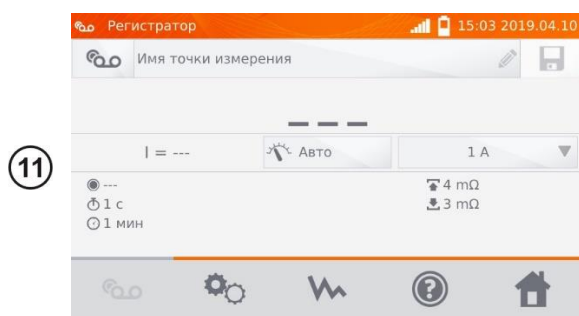 Регистратор 15:03 2019.04.10
Имя точки измерения
---
11
I = --- Авто 1 A
--- 4 mΩ
1 с 3 mΩ
1 мин
?